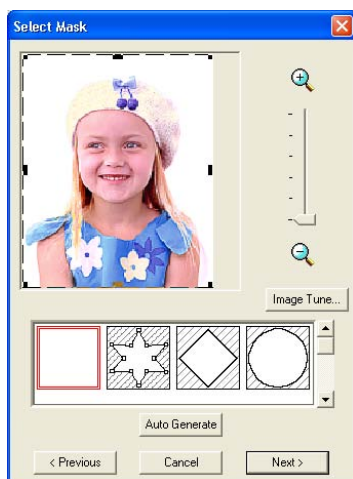 Select Mask
Image Tune...
Auto Generate
< Previous
Cancel
Next >